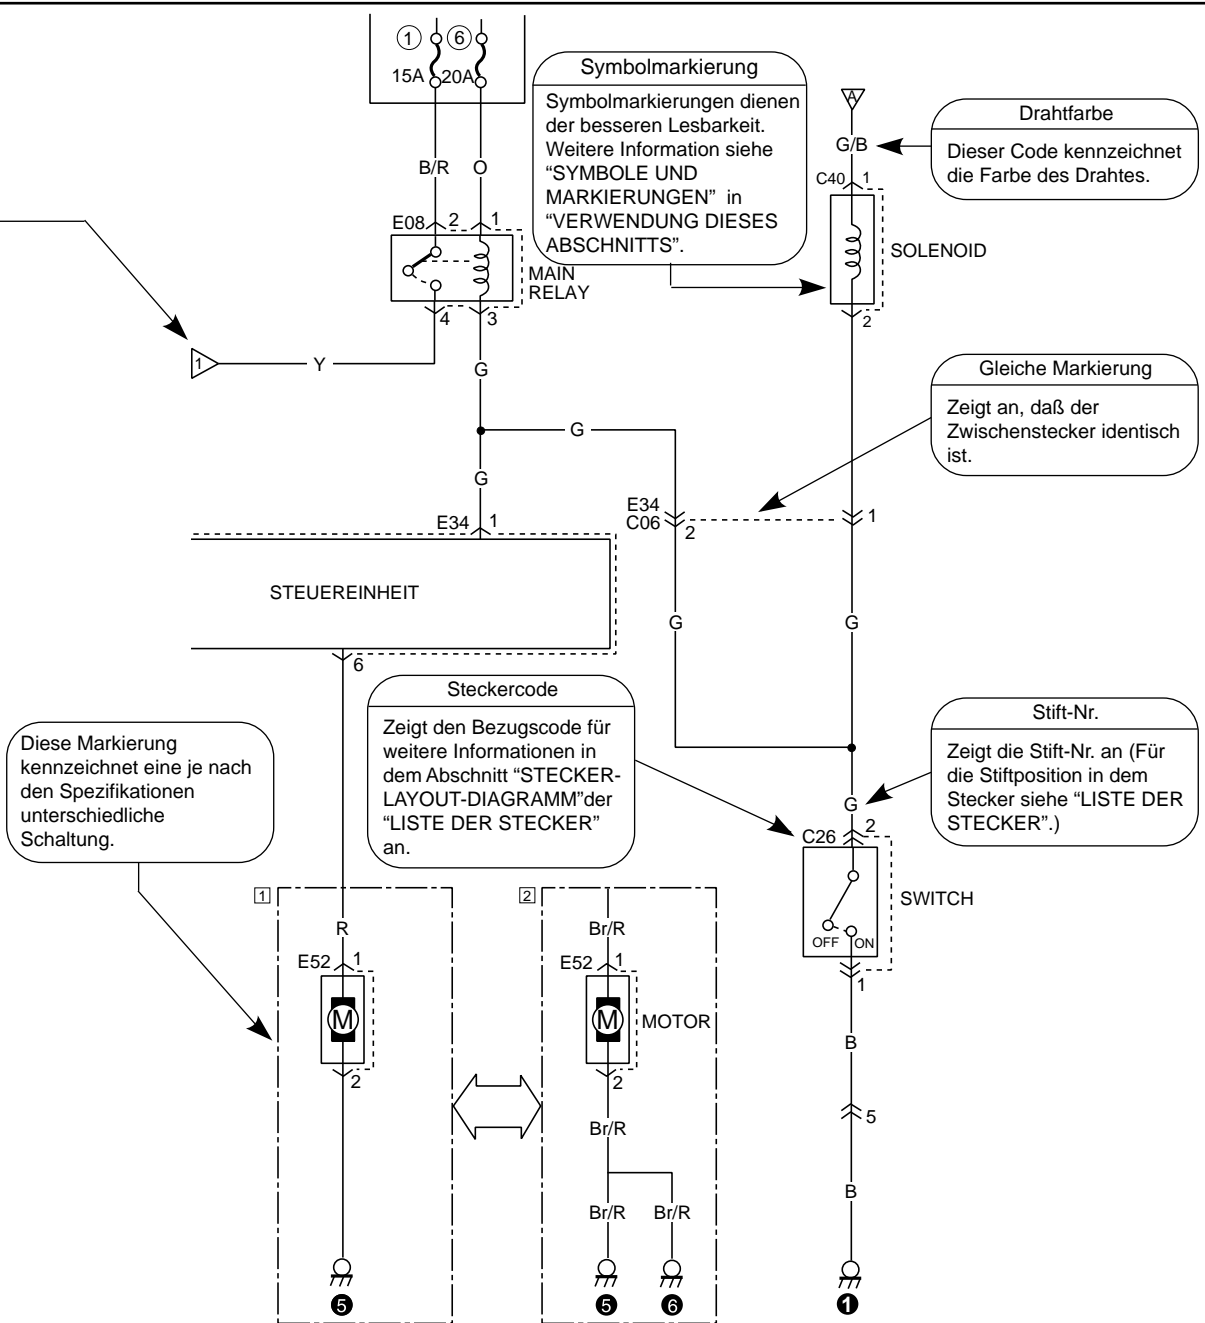 1 6
15A 20A
Symbolmarkierung
Symbolmarkierungen dienen
der besseren Lesbarkeit.
Weitere Information siehe
“SYMBOLE UND
MARKIERUNGEN” in
“VERWENDUNG DIESES
ABSCHNITTS”.
A
G/B
Drahtfarbe
Dieser Code kennzeichnet
die Farbe des Drahtes.
B/R O
C40 1
E08 2 1
SOLENOID
MAIN
RELAY
4 3
2
1 Y
G
Gleiche Markierung
Zeigt an, daß der
Zwischenstecker identisch
ist.
G
G
E34
C06 2
1
E34 1
STEUEREINHEIT
G G
6
Steckercode
Zeigt den Bezugscode für
weitere Informationen in
dem Abschnitt “STECKER-
LAYOUT-DIAGRAMM”der
“LISTE DER STECKER”
an.
Stift-Nr.
Zeigt die Stift-Nr. an (Für
die Stiftposition in dem
Stecker siehe “LISTE DER
STECKER”.)
Diese Markierung
kennzeichnet eine je nach
den Spezifikationen
unterschiedliche
Schaltung.
G
C26 2
SWITCH
OFF ON
1
1 2
R Br/R
E52 1 E52 1
M M MOTOR
2 2
B
5
Br/R
B
Br/R Br/R
5 5 6 1